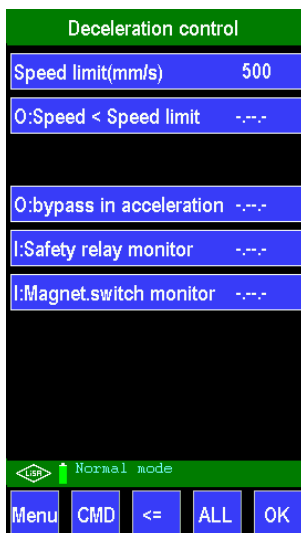 Deceleration control
Speed limit(mm/s) 500
O:Speed < Speed limit -.--.-
O:bypass in acceleration -.--.-
I:Safety relay monitor -.--.-
I:Magnet.switch monitor -.--.-
LiSA Normal mode
Menu CMD <= ALL OK